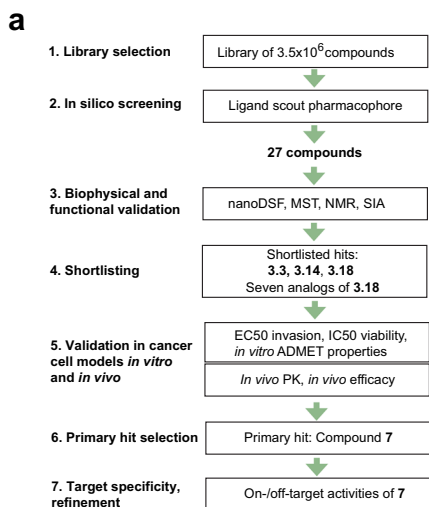 a
1. Library selection
Library of 3.5x10⁶ compounds
2. In silico screening
Ligand scout pharmacophore
27 compounds
3. Biophysical and
functional validation
nanoDSF, MST, NMR, SIA
4. Shortlisting
Shortlisted hits:
3.3, 3.14, 3.18
Seven analogs of 3.18
5. Validation in cancer
cell models in vitro
and in vivo
EC50 invasion, IC50 viability,
in vitro ADMET properties
In vivo PK, in vivo efficacy
6. Primary hit selection
Primary hit: Compound 7
7. Target specificity,
refinement
On-/off-target activities of 7